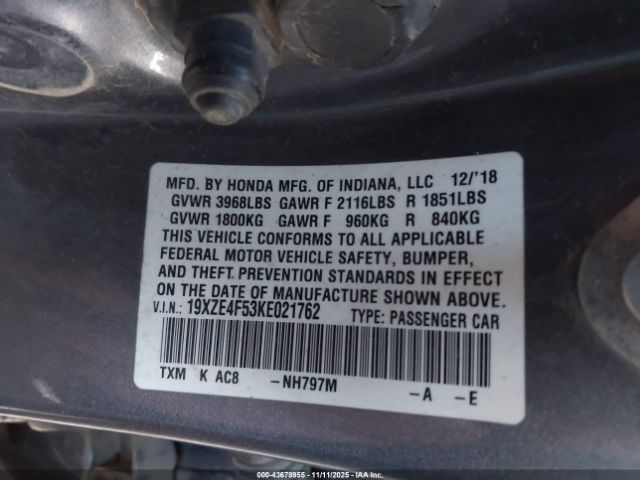 MFD. BY HONDA MFG. OF INDIANA, LLC 12/'18
GVWR 3968LBS GAWR F 2116LBS R 1851LBS
GVWR 1800KG GAWR F 960KG R 840KG
THIS VEHICLE CONFORMS TO ALL APPLICABLE
FEDERAL MOTOR VEHICLE SAFETY, BUMPER,
AND THEFT PREVENTION STANDARDS IN EFFECT
ON THE DATE OF MANUFACTURE SHOWN ABOVE.
V.I.N.: 19XZE4F53KE021762 TYPE: PASSENGER CAR
TXM K AC8 -NH797M -A -E
000-43678955 - 11/11/2025 - IAA Inc.